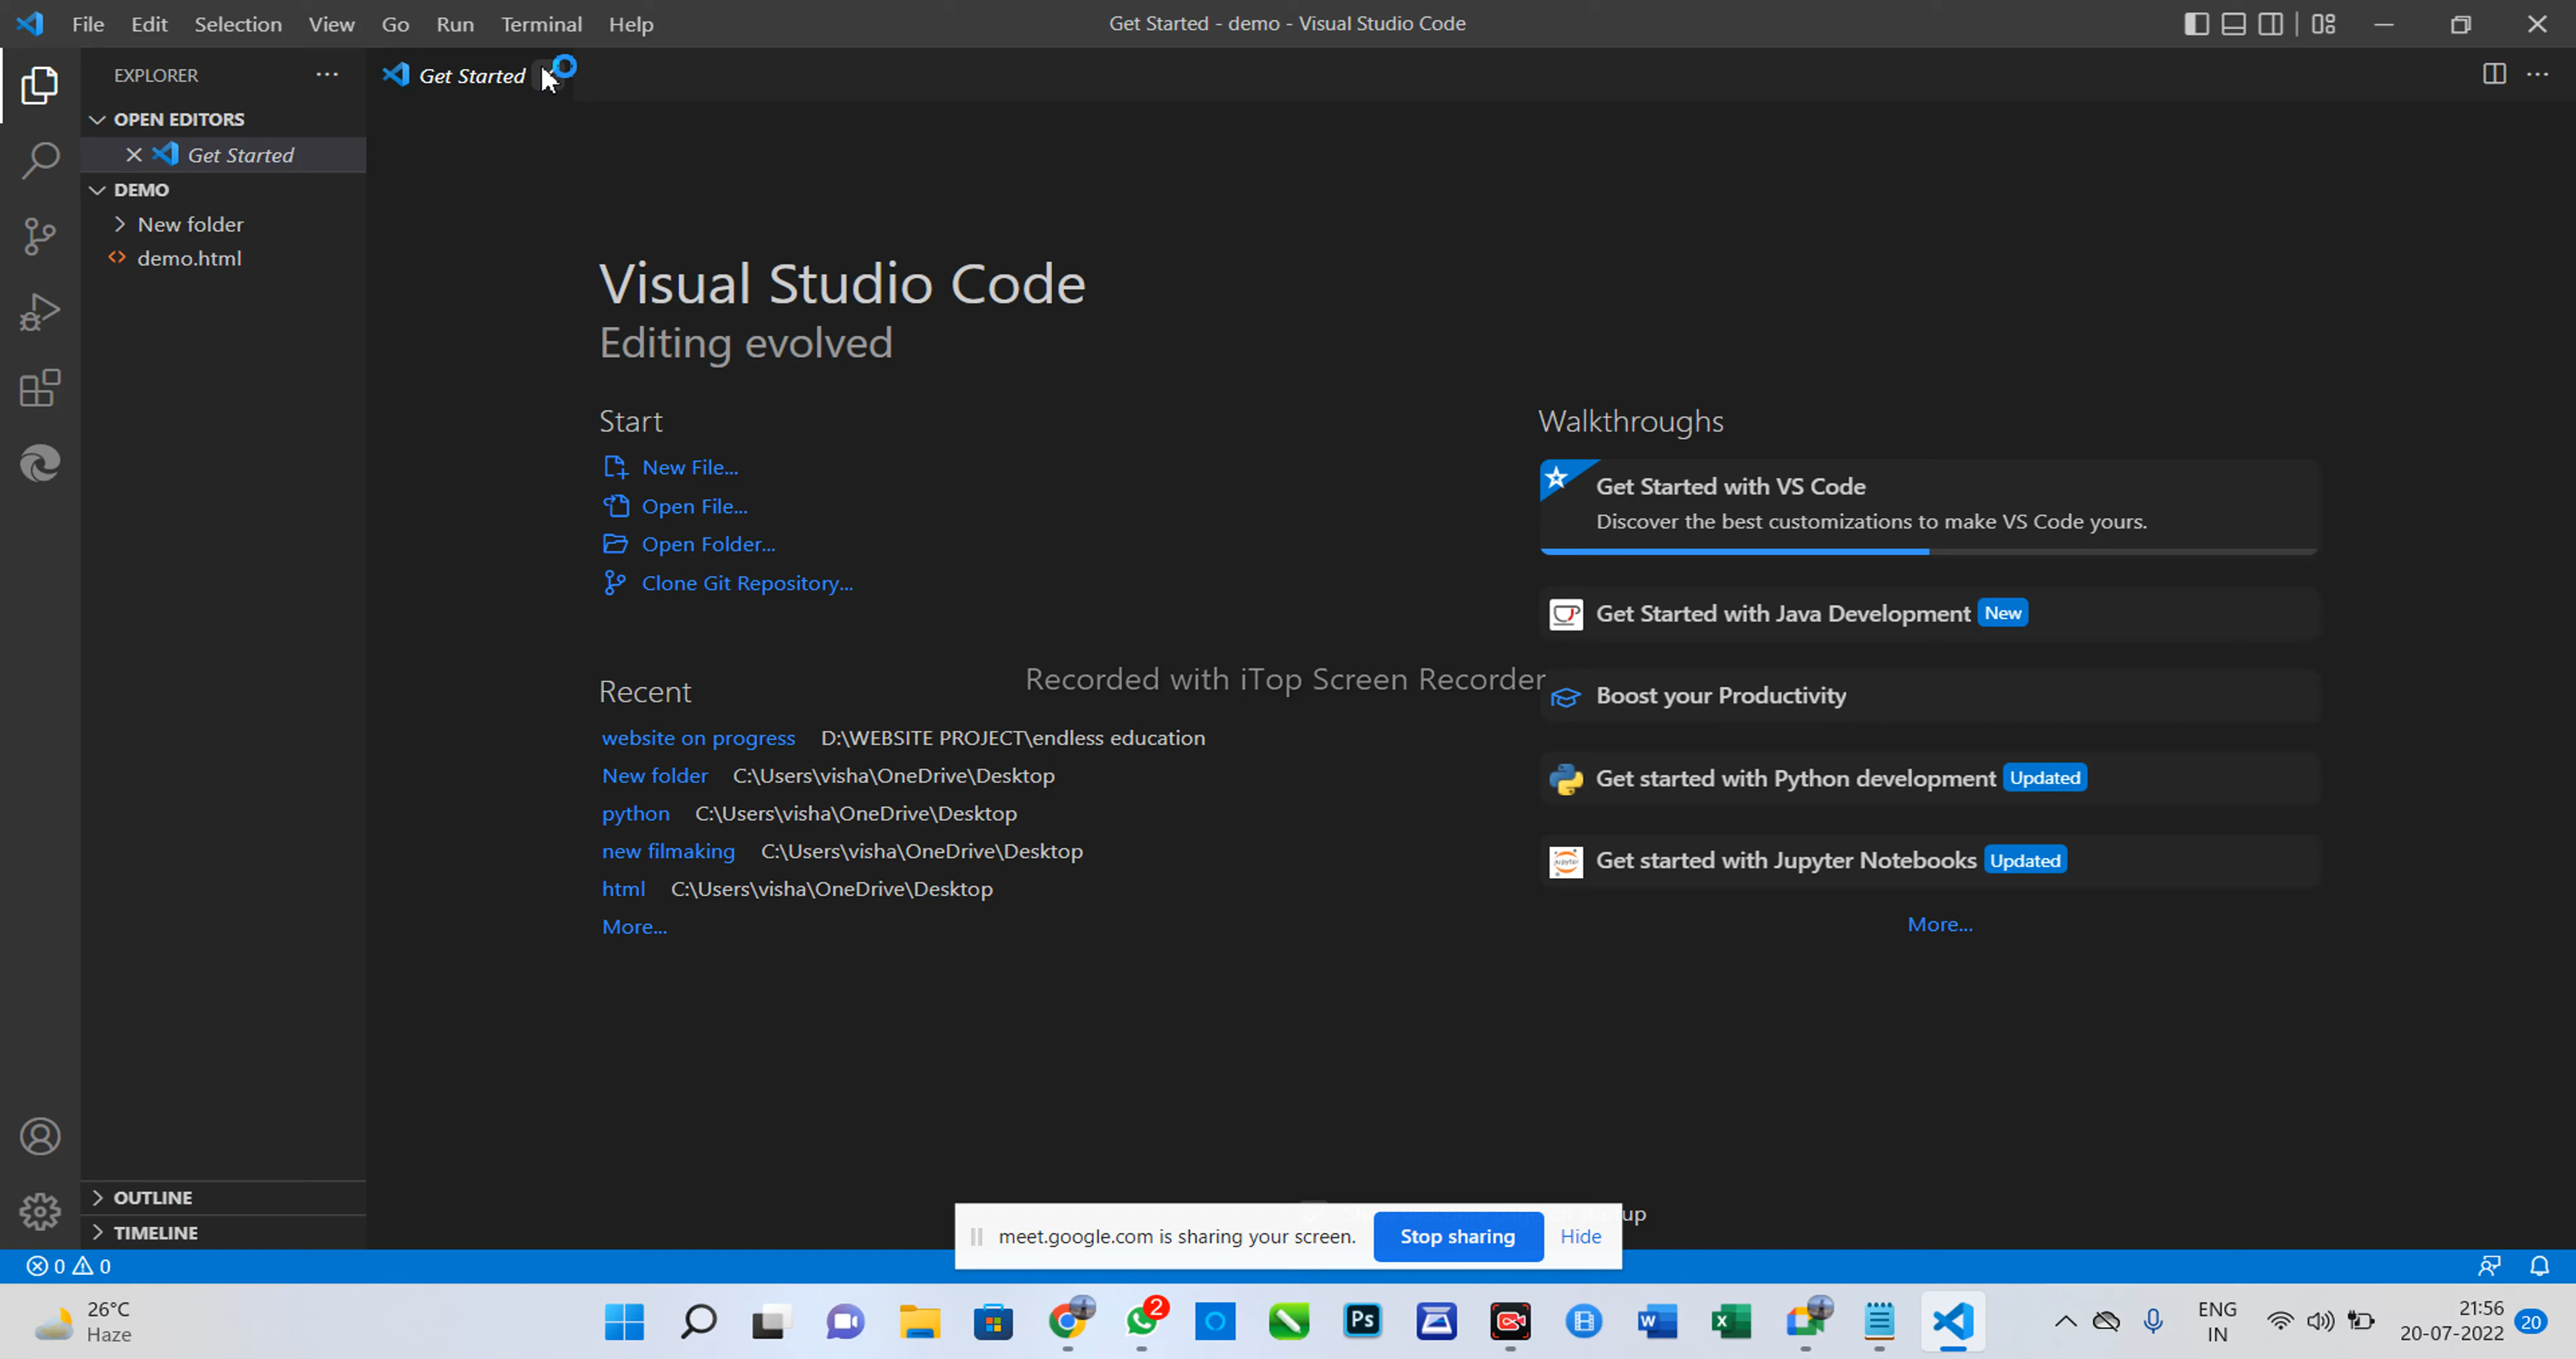 File Edit Selection View Go Run Terminal Help
Get Started - demo - Visual Studio Code
EXPLORER
Get Started
OPEN EDITORS
Get Started
DEMO
New folder
demo.html
Visual Studio Code
Editing evolved
Start
New File...
Open File...
Open Folder...
Clone Git Repository...
Recent
website on progress D:\WEBSITE PROJECT\endless education
New folder C:\Users\visha\OneDrive\Desktop
python C:\Users\visha\OneDrive\Desktop
new filmaking C:\Users\visha\OneDrive\Desktop
html C:\Users\visha\OneDrive\Desktop
More...
Walkthroughs
Get Started with VS Code
Discover the best customizations to make VS Code yours.
Get Started with Java Development New
Boost your Productivity
Get started with Python development Updated
Get started with Jupyter Notebooks Updated
More...
Recorded with iTop Screen Recorder
OUTLINE
TIMELINE
meet.google.com is sharing your screen. Stop sharing Hide
0 0
26°C
Haze
2
Ps
ENG
IN
21:56
20-07-2022
20